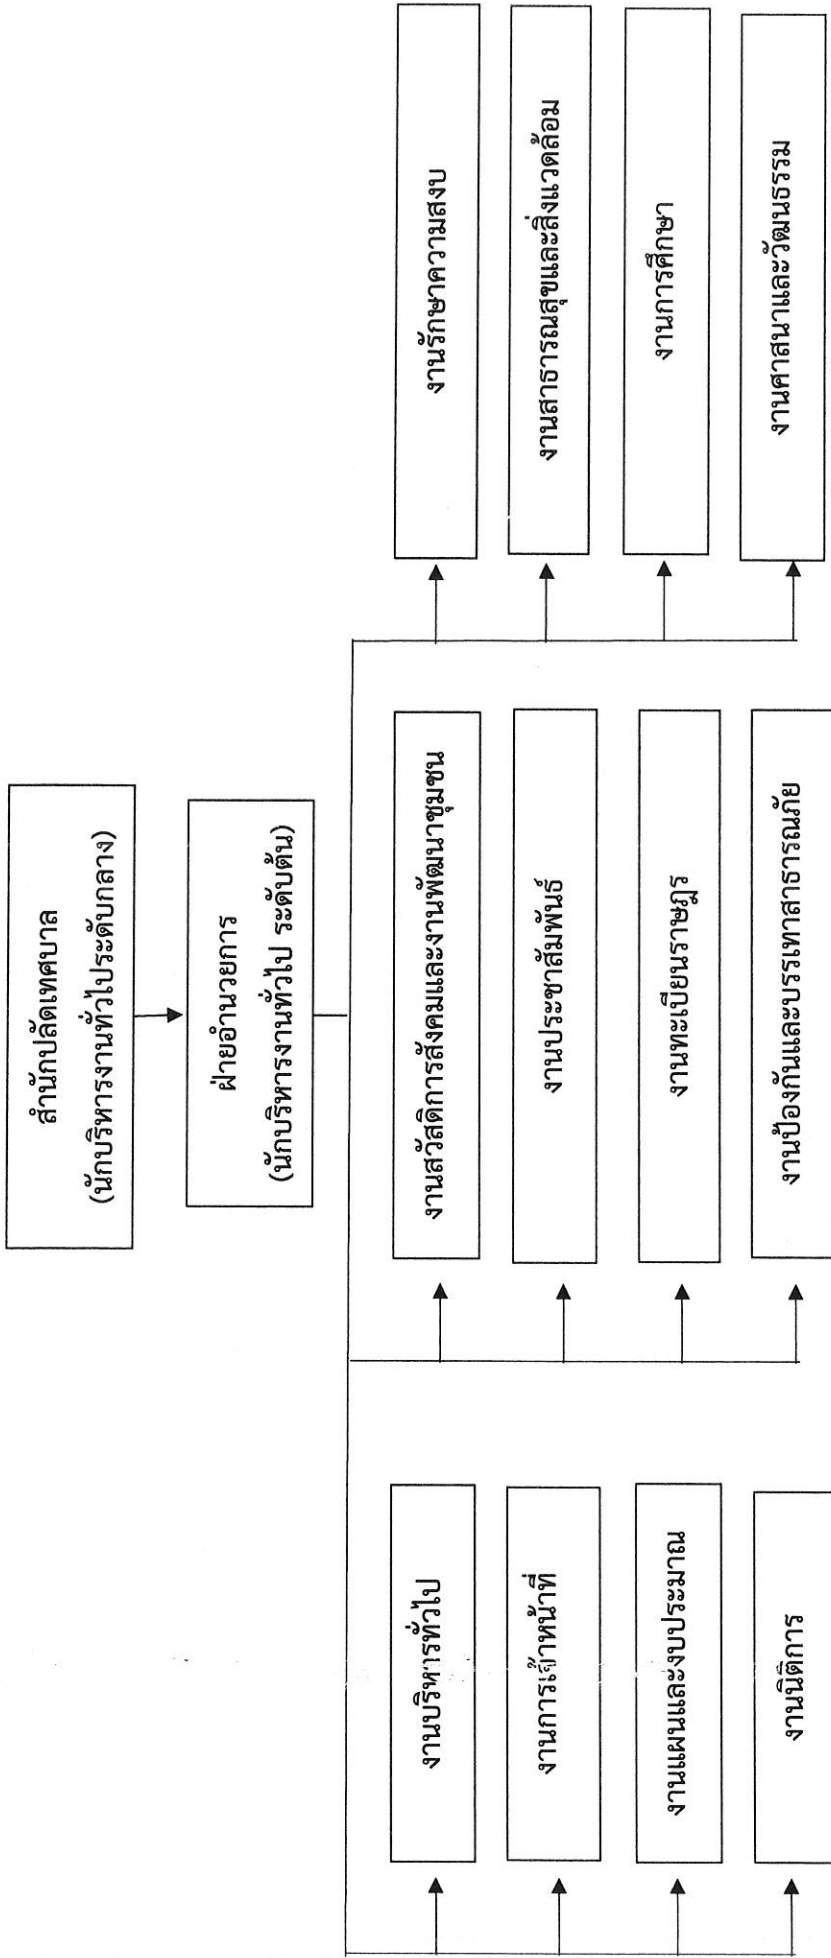 สำนักปลัดเทศบาล
(นักบริหารงานทั่วไประดับกลาง)
ฝ่ายอำนวยการ
(นักบริหารงานทั่วไป ระดับต้น)
งานบริหารทั่วไป
งานการเจ้าหน้าที่
งานแผนและงบประมาณ
งานนิติการ
งานสวัสดิการสังคมและงานพัฒนาชุมชน
งานประชาสัมพันธ์
งานทะเบียนราษฎร
งานป้องกันและบรรเทาสาธารณภัย
งานรักษาความสงบ
งานสาธารณสุขและสิ่งแวดล้อม
งานการศึกษา
งานศาสนาและวัฒนธรรม